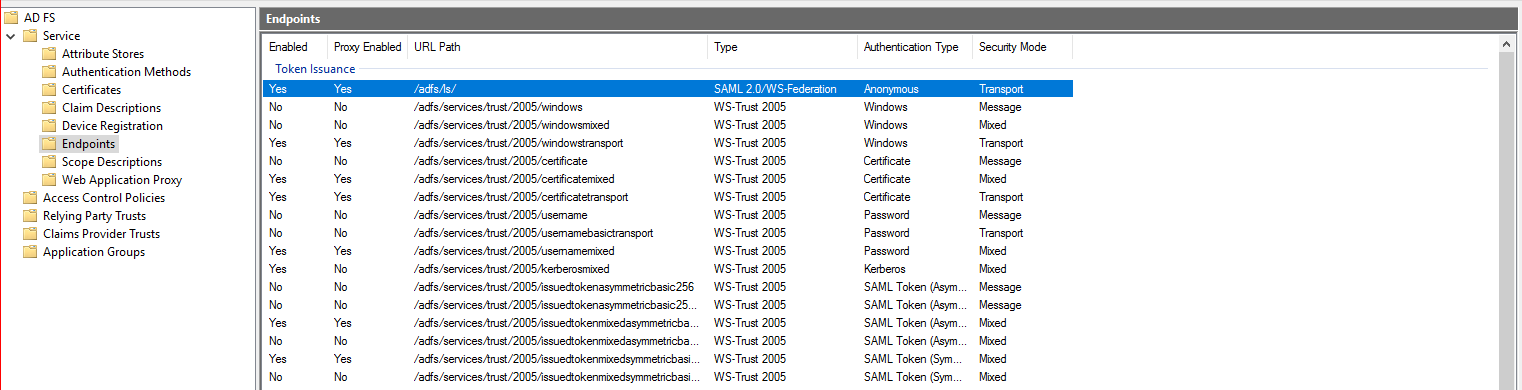 AD FS
Service
Attribute Stores
Authentication Methods
Certificates
Claim Descriptions
Device Registration
Endpoints
Scope Descriptions
Web Application Proxy
Access Control Policies
Relying Party Trusts
Claims Provider Trusts
Application Groups
Endpoints
Enabled Proxy Enabled URL Path Type Authentication Type Security Mode
Token Issuance
Yes Yes /adfs/ls/ SAML 2.0/WS-Federation Anonymous Transport
No No /adfs/services/trust/2005/windows WS-Trust 2005 Windows Message
No No /adfs/services/trust/2005/windowsmixed WS-Trust 2005 Windows Mixed
Yes Yes /adfs/services/trust/2005/windowstransport WS-Trust 2005 Windows Transport
No No /adfs/services/trust/2005/certificate WS-Trust 2005 Certificate Message
Yes Yes /adfs/services/trust/2005/certificatemixed WS-Trust 2005 Certificate Mixed
Yes Yes /adfs/services/trust/2005/certificatetransport WS-Trust 2005 Certificate Transport
No No /adfs/services/trust/2005/username WS-Trust 2005 Password Message
No No /adfs/services/trust/2005/usernamebasictransport WS-Trust 2005 Password Transport
Yes Yes /adfs/services/trust/2005/usernamemixed WS-Trust 2005 Password Mixed
Yes No /adfs/services/trust/2005/kerberosmixed WS-Trust 2005 Kerberos Mixed
No No /adfs/services/trust/2005/issuedtokenasymmetricbasic256 WS-Trust 2005 SAML Token (Asym... Message
No No /adfs/services/trust/2005/issuedtokenasymmetricbasic25... WS-Trust 2005 SAML Token (Asym... Message
Yes Yes /adfs/services/trust/2005/issuedtokenmixedasymmetricba... WS-Trust 2005 SAML Token (Asym... Mixed
No No /adfs/services/trust/2005/issuedtokenmixedasymmetricba... WS-Trust 2005 SAML Token (Asym... Mixed
Yes Yes /adfs/services/trust/2005/issuedtokenmixedsymmetricbasi... WS-Trust 2005 SAML Token (Sym... Mixed
No No /adfs/services/trust/2005/issuedtokenmixedsymmetricbasi... WS-Trust 2005 SAML Token (Sym... Mixed